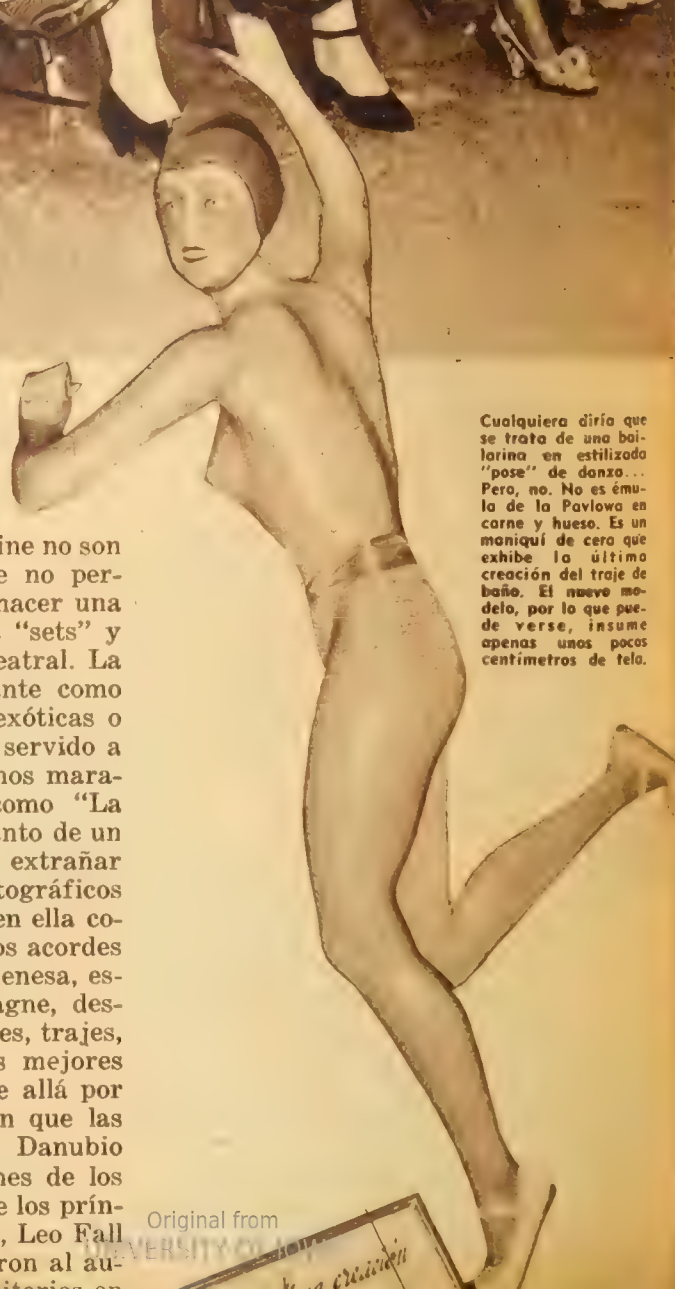 Cualquiera diría que
se trata de una bai-
larina en estilizada
"pose" de danza...
Pero, no. No es ému-
la de la Pavlowa en
carne y hueso. Es un
maniquí de cera que
exhibe la última
creación del traje de
baño. El nuevo mo-
delo, por lo que pue-
de verse, insume
apenas unos pocos
centímetros de tela.
ine no son
e no per-
hacer una
"sets" y
eatral. La
ante como
exóticas o
servido a
nos mara-
como "La
nto de un
extrañar
tográficos
en ella co-
os acordes
enesa, es-
agne, des-
es, trajes,
s mejores
e allá por
n que las
Danubio
nes de los
e los prín-
, Leo Fall
ron al au-
Original from
UNIVERSITY OF IOWA
creación